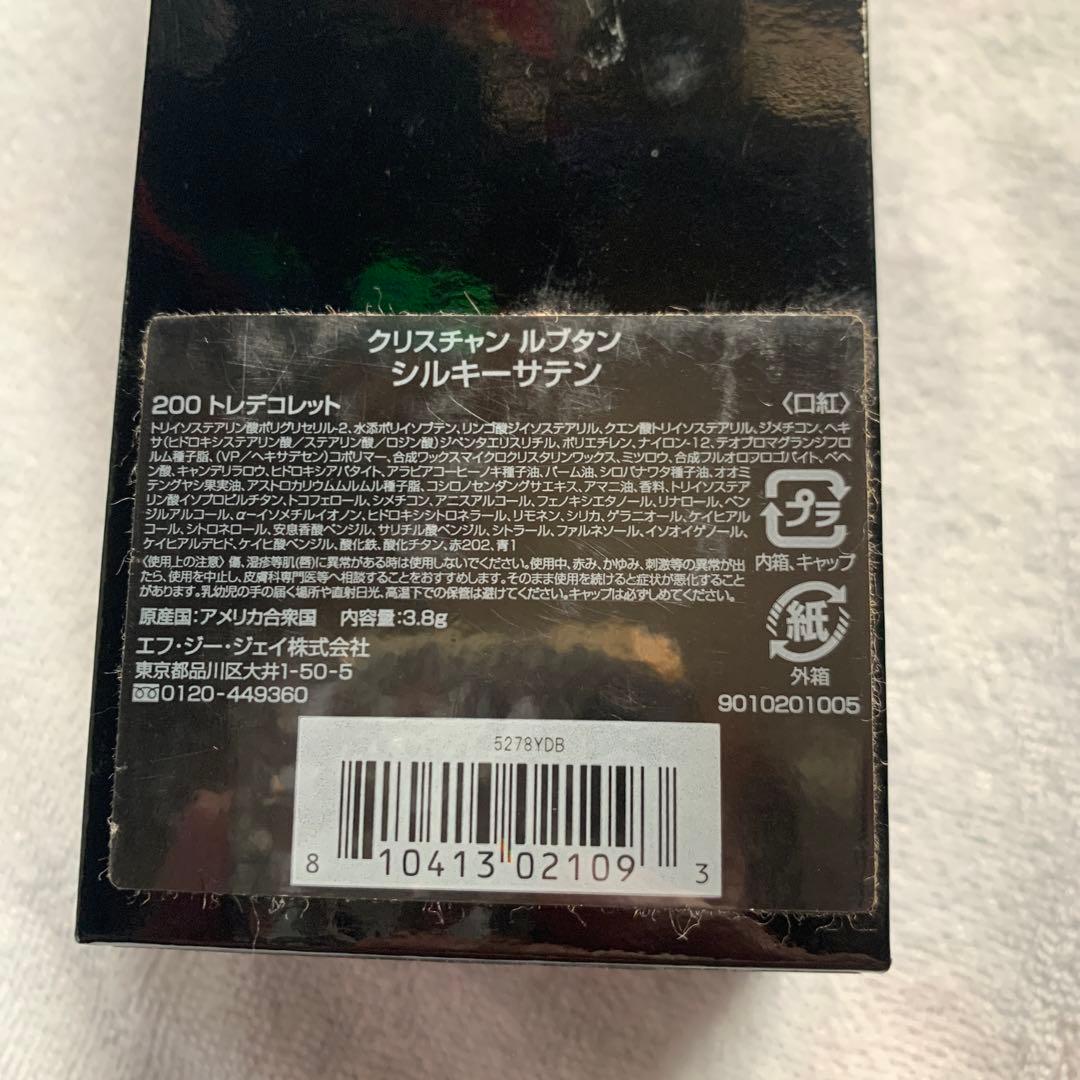 クリスチャン ルブタン
シルキーサテン
200 トレデコレット
〈口紅〉
トリイソステアリン酸ポリグリセリル-2、水添ポリイソブテン、リンゴ酸ジイソステアリル、クエン酸トリイソステアリル、ジメチコン、ヘキ
サ(ヒドロキシステアリン酸/ステアリン酸/ロジン酸)ジペンタエリスリチル、ポリエチレン、ナイロン-12、テオブロマグランジフロ
ルム種子脂、(VP/ヘキサデセン)コポリマー、合成ワックスマイクロクリスタリンワックス、ミツロウ、合成フルオロフロゴパイト、ベヘ
ン酸、キャンデリラロウ、ヒドロキシアパタイト、アラビアコーヒーノキ種子油、パーム油、シロバナワタ種子油、オオミ
テングヤシ果実油、アストロカリウムムルムル種子脂、コシロノセンダングサエキス、アマニ油、香料、トリイソステア
リン酸イソプロピルチタン、トコフェロール、シメチコン、アニスアルコール、フェノキシエタノール、リナロール、ベン
ジルアルコール、α-イソメチルイオノン、ヒドロキシシトロネラール、リモネン、シリカ、ゲラニオール、ケイヒアル
コール、シトロネロール、安息香酸ベンジル、サリチル酸ベンジル、シトラール、ファルネソール、イソオイゲノール、
ケイヒアルデヒド、ケイヒ酸ベンジル、酸化鉄、酸化チタン、赤202、青1
〈使用上の注意〉傷、湿疹等肌(唇)に異常がある時は使用しないでください。使用中、赤み、かゆみ、刺激等の異常が出
たら、使用を中止し、皮膚科専門医等へ相談することをおすすめします。そのまま使用を続けると症状が悪化すること
があります。乳幼児の手の届く場所や直射日光、高温下での保管は避けてください。キャップは必ずしめてください。
原産国:アメリカ合衆国 内容量:3.8g
エフ・ジー・ジェイ株式会社
東京都品川区大井1-50-5
0120-449360
プラ
内箱、キャップ
紙
外箱
9010201005
5278YDB
8 10413 02109 3